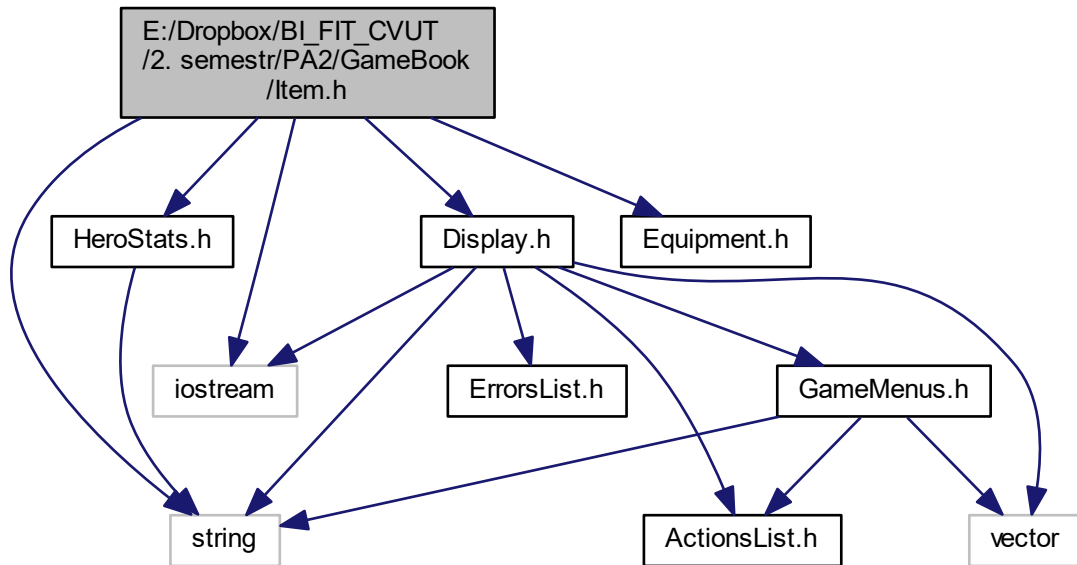 E:/Dropbox/BI_FIT_CVUT
/2. semestr/PA2/GameBook
/Item.h
HeroStats.h
Display.h
Equipment.h
iostream
ErrorsList.h
GameMenus.h
string
ActionsList.h
vector